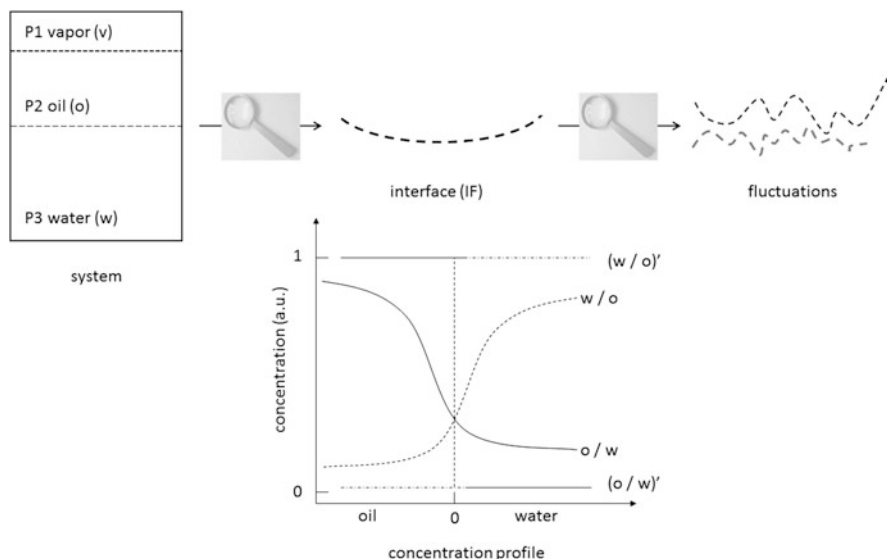 P1 vapor (v)
P2 oil (o)
P3 water (w)
system
interface (IF)
fluctuations
concentration (a.u.)
1
0
(w / o)’
w / o
o / w
(o / w)’
oil
0
water
concentration profile